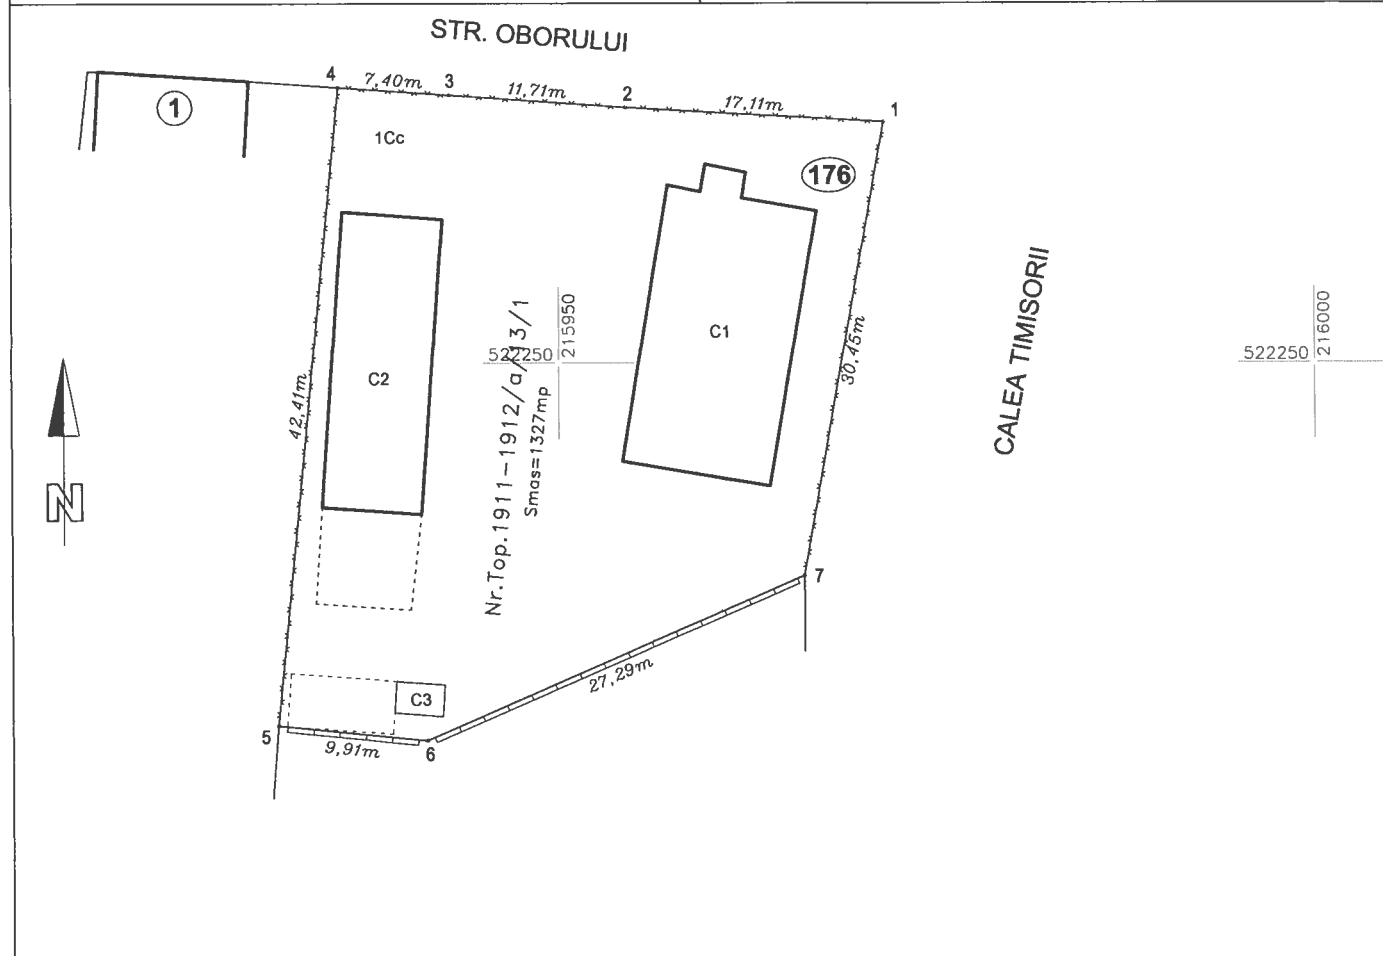 STR. OBORULUI
4
7,40m
3
11,71m
2
17,11m
1
1
1Cc
176
C1
C2
30,45m
42,41m
CALEA TIMISORII
522250
215950
522250
216000
Nr.Top.1911-1912/a/13/1
Smas=1327mp
N
7
27,29m
C3
5
9,91m
6